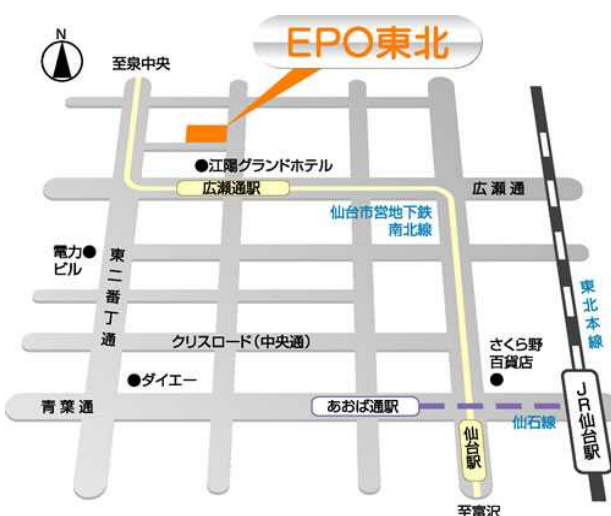 EPO東北
N
至泉中央
●江陽グランドホテル
広瀬通駅
広瀬通
仙台市営地下鉄
南北線
電力●
ビル
東二番丁通
東北本線
クリスロード(中央通)
さくら野
百貨店
●ダイエー
青葉通
あおば通駅
仙石線
仙台駅
JR仙台駅
至富沢